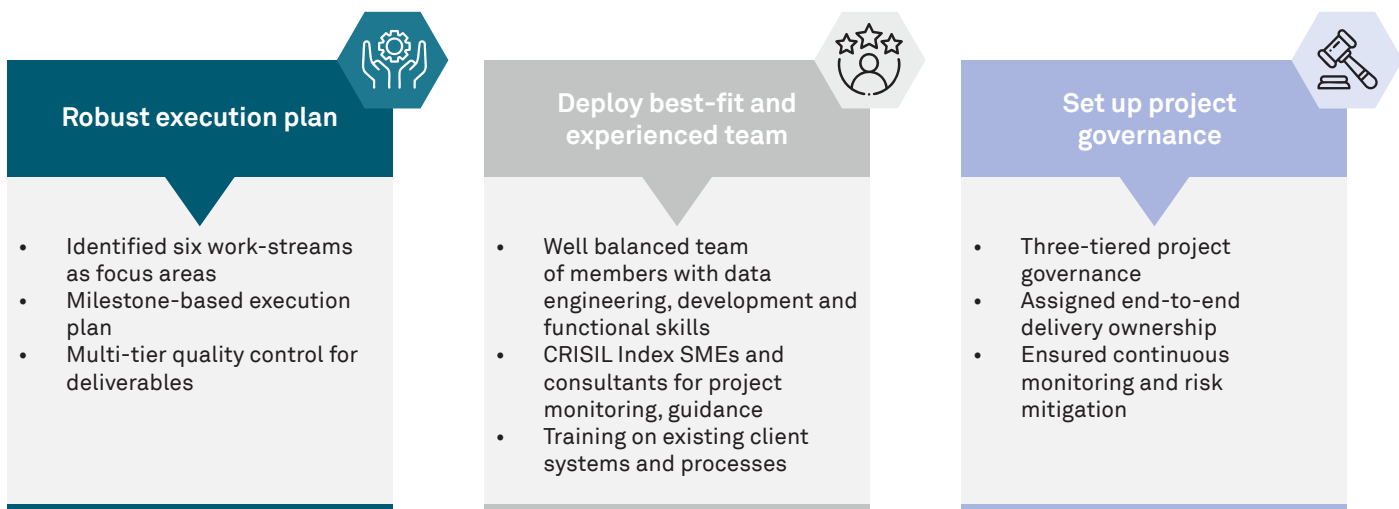 Robust execution plan
• Identified six work-streams
as focus areas
• Milestone-based execution
plan
• Multi-tier quality control for
deliverables
Deploy best-fit and
experienced team
• Well balanced team
of members with data
engineering, development and
functional skills
• CRISIL Index SMEs and
consultants for project
monitoring, guidance
• Training on existing client
systems and processes
Set up project
governance
• Three-tiered project
governance
• Assigned end-to-end
delivery ownership
• Ensured continuous
monitoring and risk
mitigation